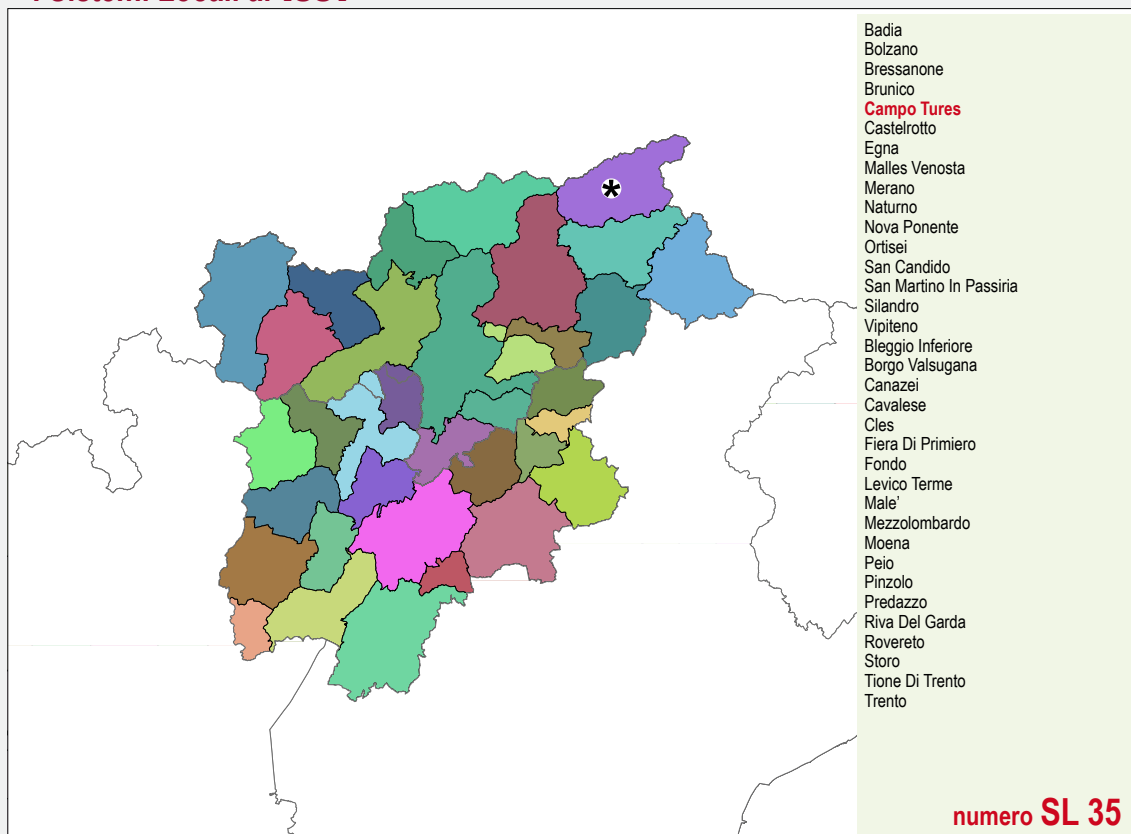 Badia
Bolzano
Bressanone
Brunico
Campo Tures
Castelrotto
Egna
Malles Venosta
Merano
Naturno
Nova Ponente
Ortisei
San Candido
San Martino In Passiria
Silandro
Vipiteno
Bleggio Inferiore
Borgo Valsugana
Canazei
Cavalese
Cles
Fiera Di Primiero
Fondo
Levico Terme
Male'
Mezzolombardo
Moena
Peio
Pinzolo
Predazzo
Riva Del Garda
Rovereto
Storo
Tione Di Trento
Trento
*
numero SL 35